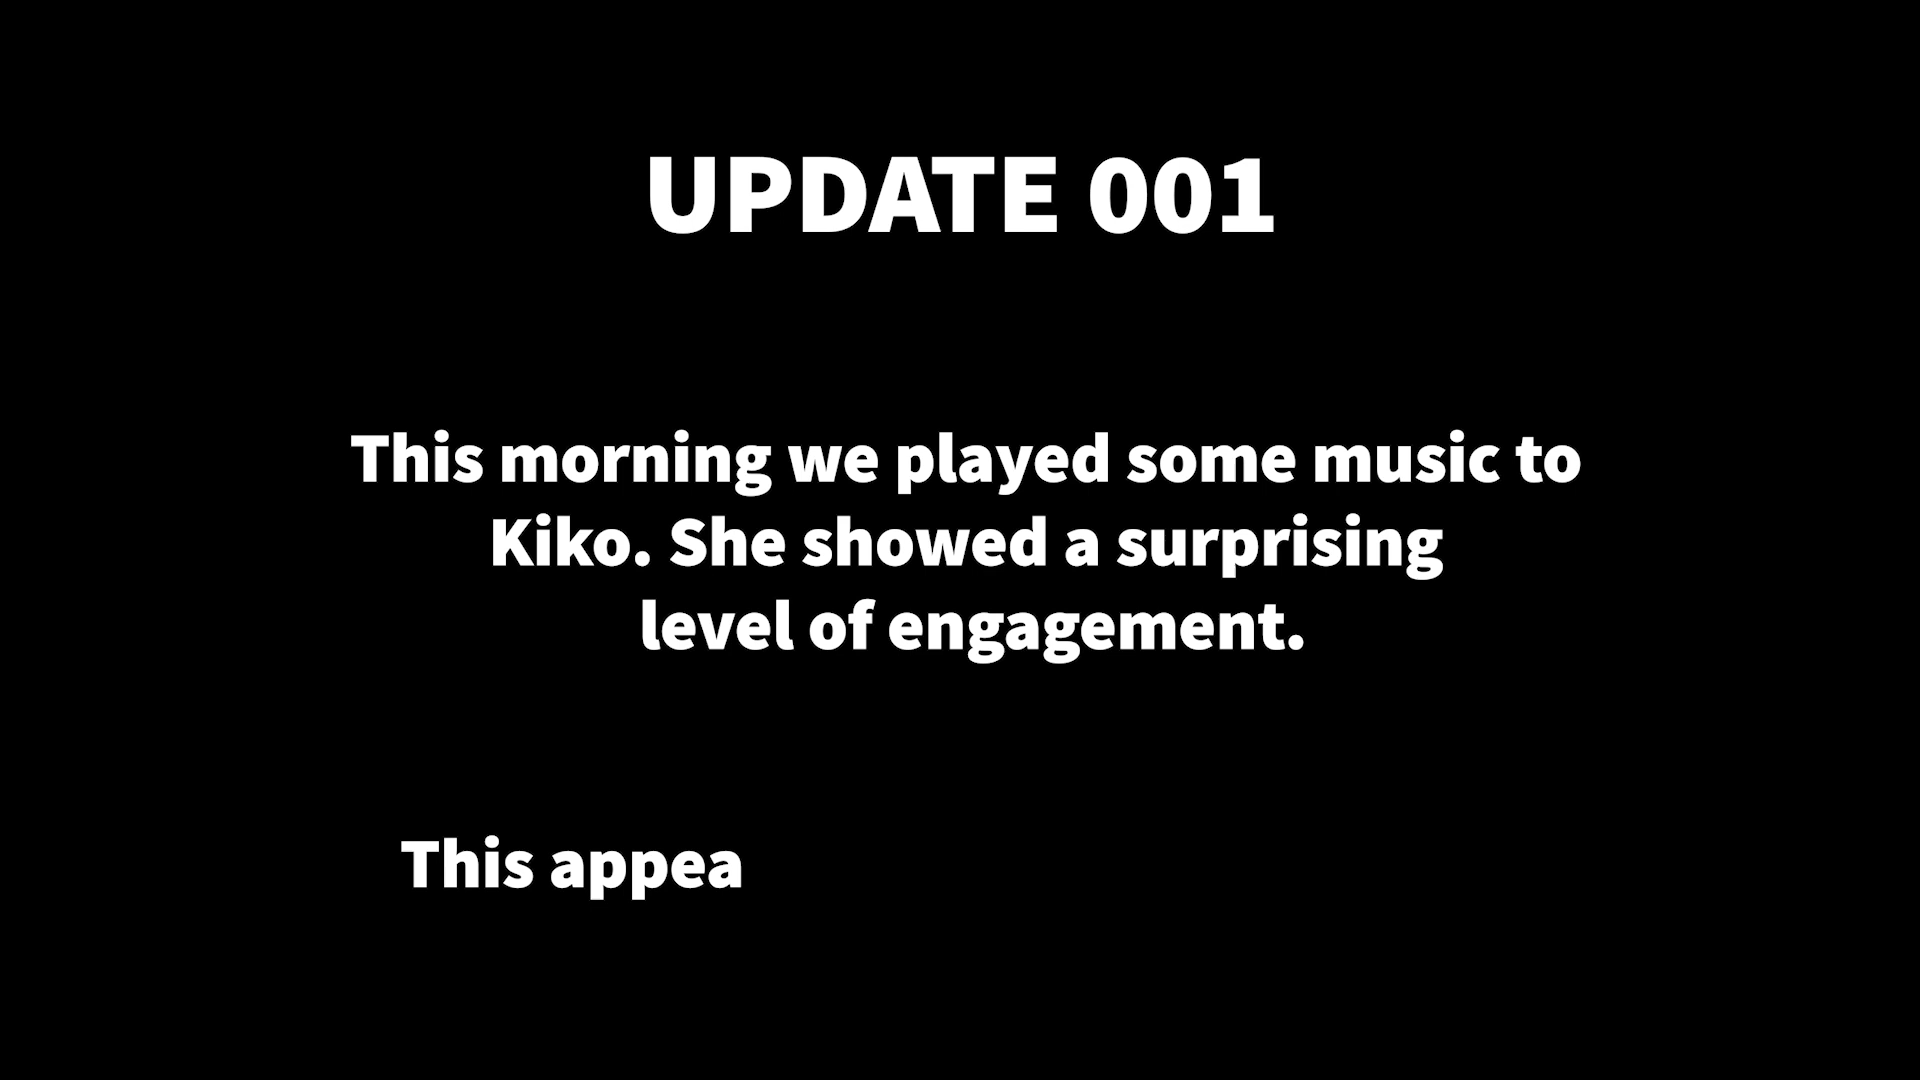 UPDATE 001
This morning we played some music to
Kiko. She showed a surprising
level of engagement.
This appea